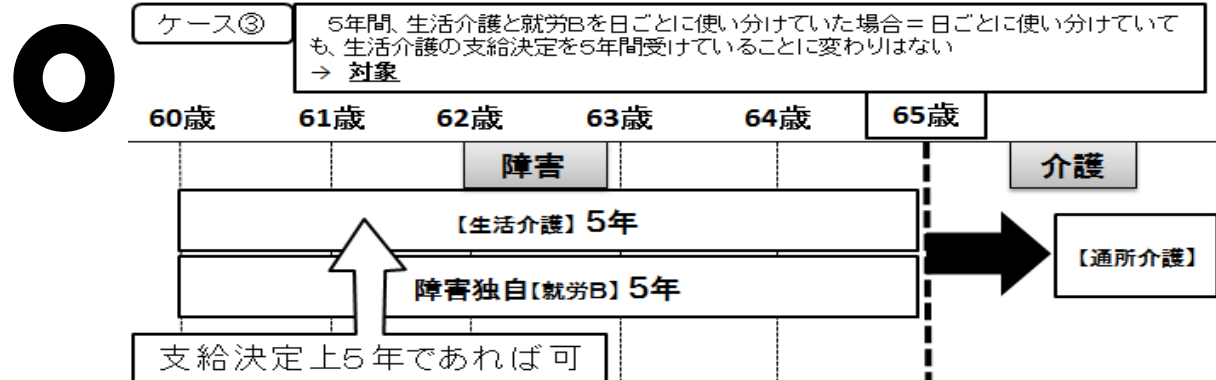 ケース③
5年間、生活介護と就労Bを日ごとに使い分けていた場合＝日ごとに使い分けていて
も、生活介護の支給決定を5年間受けていることに変わりはない
→ 対象
60歳 61歳 62歳 63歳 64歳 65歳
障害 介護
【生活介護】5年
【通所介護】
障害独自【就労B】5年
支給決定上5年であれば可